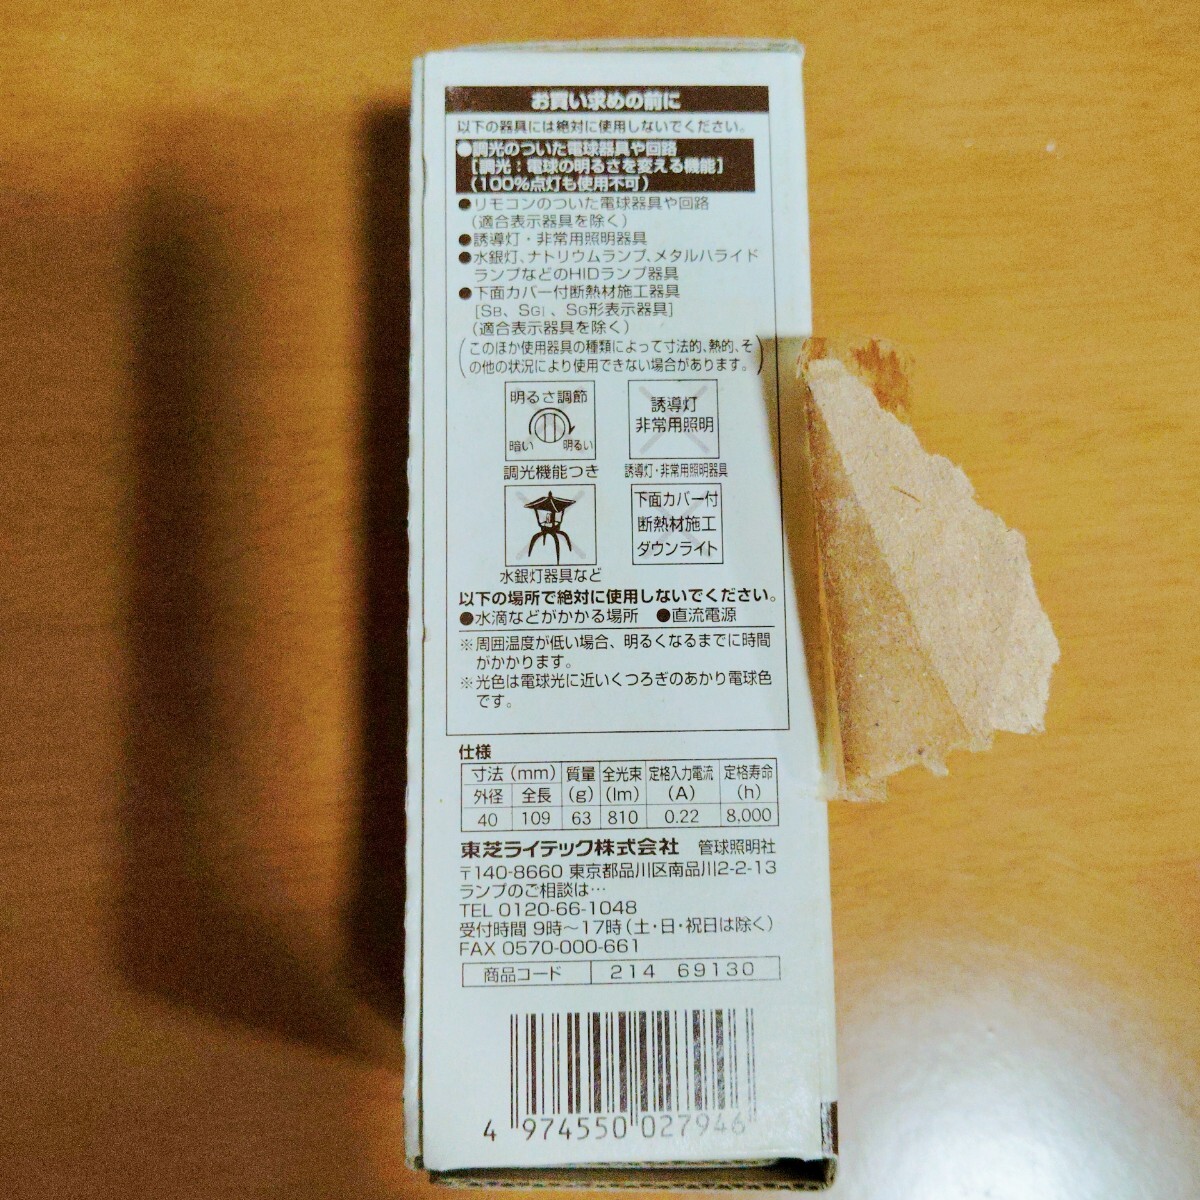 お買い求めの前に
以下の器具には絶対に使用しないでください。
●調光のついた電球器具や回路
[調光：電球の明るさを変える機能]
(100%点灯も使用不可)
●リモコンのついた電球器具や回路
(適合表示器具を除く)
●誘導灯・非常用照明器具
●水銀灯、ナトリウムランプ、メタルハライド
ランプなどのHIDランプ器具
●下面カバー付断熱材施工器具
[SB、SGI、SG形表示器具]
(適合表示器具を除く)
(このほか使用器具の種類によって寸法的、熱的、そ
の他の状況により使用できない場合があります。)
明るさ調節
暗い 明るい
調光機能つき
誘導灯
非常用照明
誘導灯・非常用照明器具
水銀灯器具など
下面カバー付
断熱材施工
ダウンライト
以下の場所で絶対に使用しないでください。
●水滴などがかかる場所 ●直流電源
※周囲温度が低い場合、明るくなるまでに時間
がかかります。
※光色は電球光に近いくつろぎのあかり電球色
です。
仕様
寸法(mm) 質量 全光束 定格入力電流 定格寿命
外径 全長 (g) (lm) (A) (h)
40 109 63 810 0.22 8,000
東芝ライテック株式会社 管球照明社
〒140-8660 東京都品川区南品川2-2-13
ランプのご相談は…
TEL 0120-66-1048
受付時間 9時～17時(土・日・祝日は除く)
FAX 0570-000-661
商品コード 214 69130
4 974550 027946